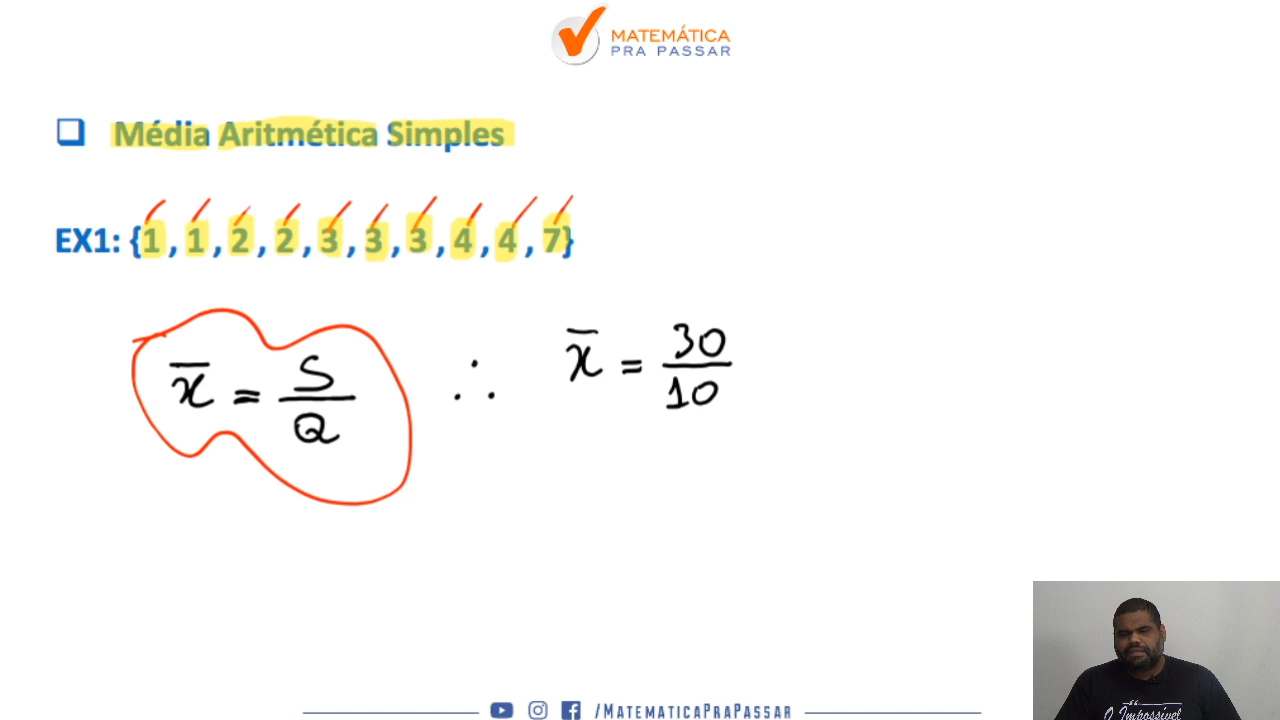 MATEMÁTICA
PRA PASSAR
Média Aritmética Simples
EX1: {1, 1, 2, 2, 3, 3, 3, 4, 4, 7}
x̄ = S/Q ∴ x̄ = 30/10
O Impossível
/MatematicaPraPassar